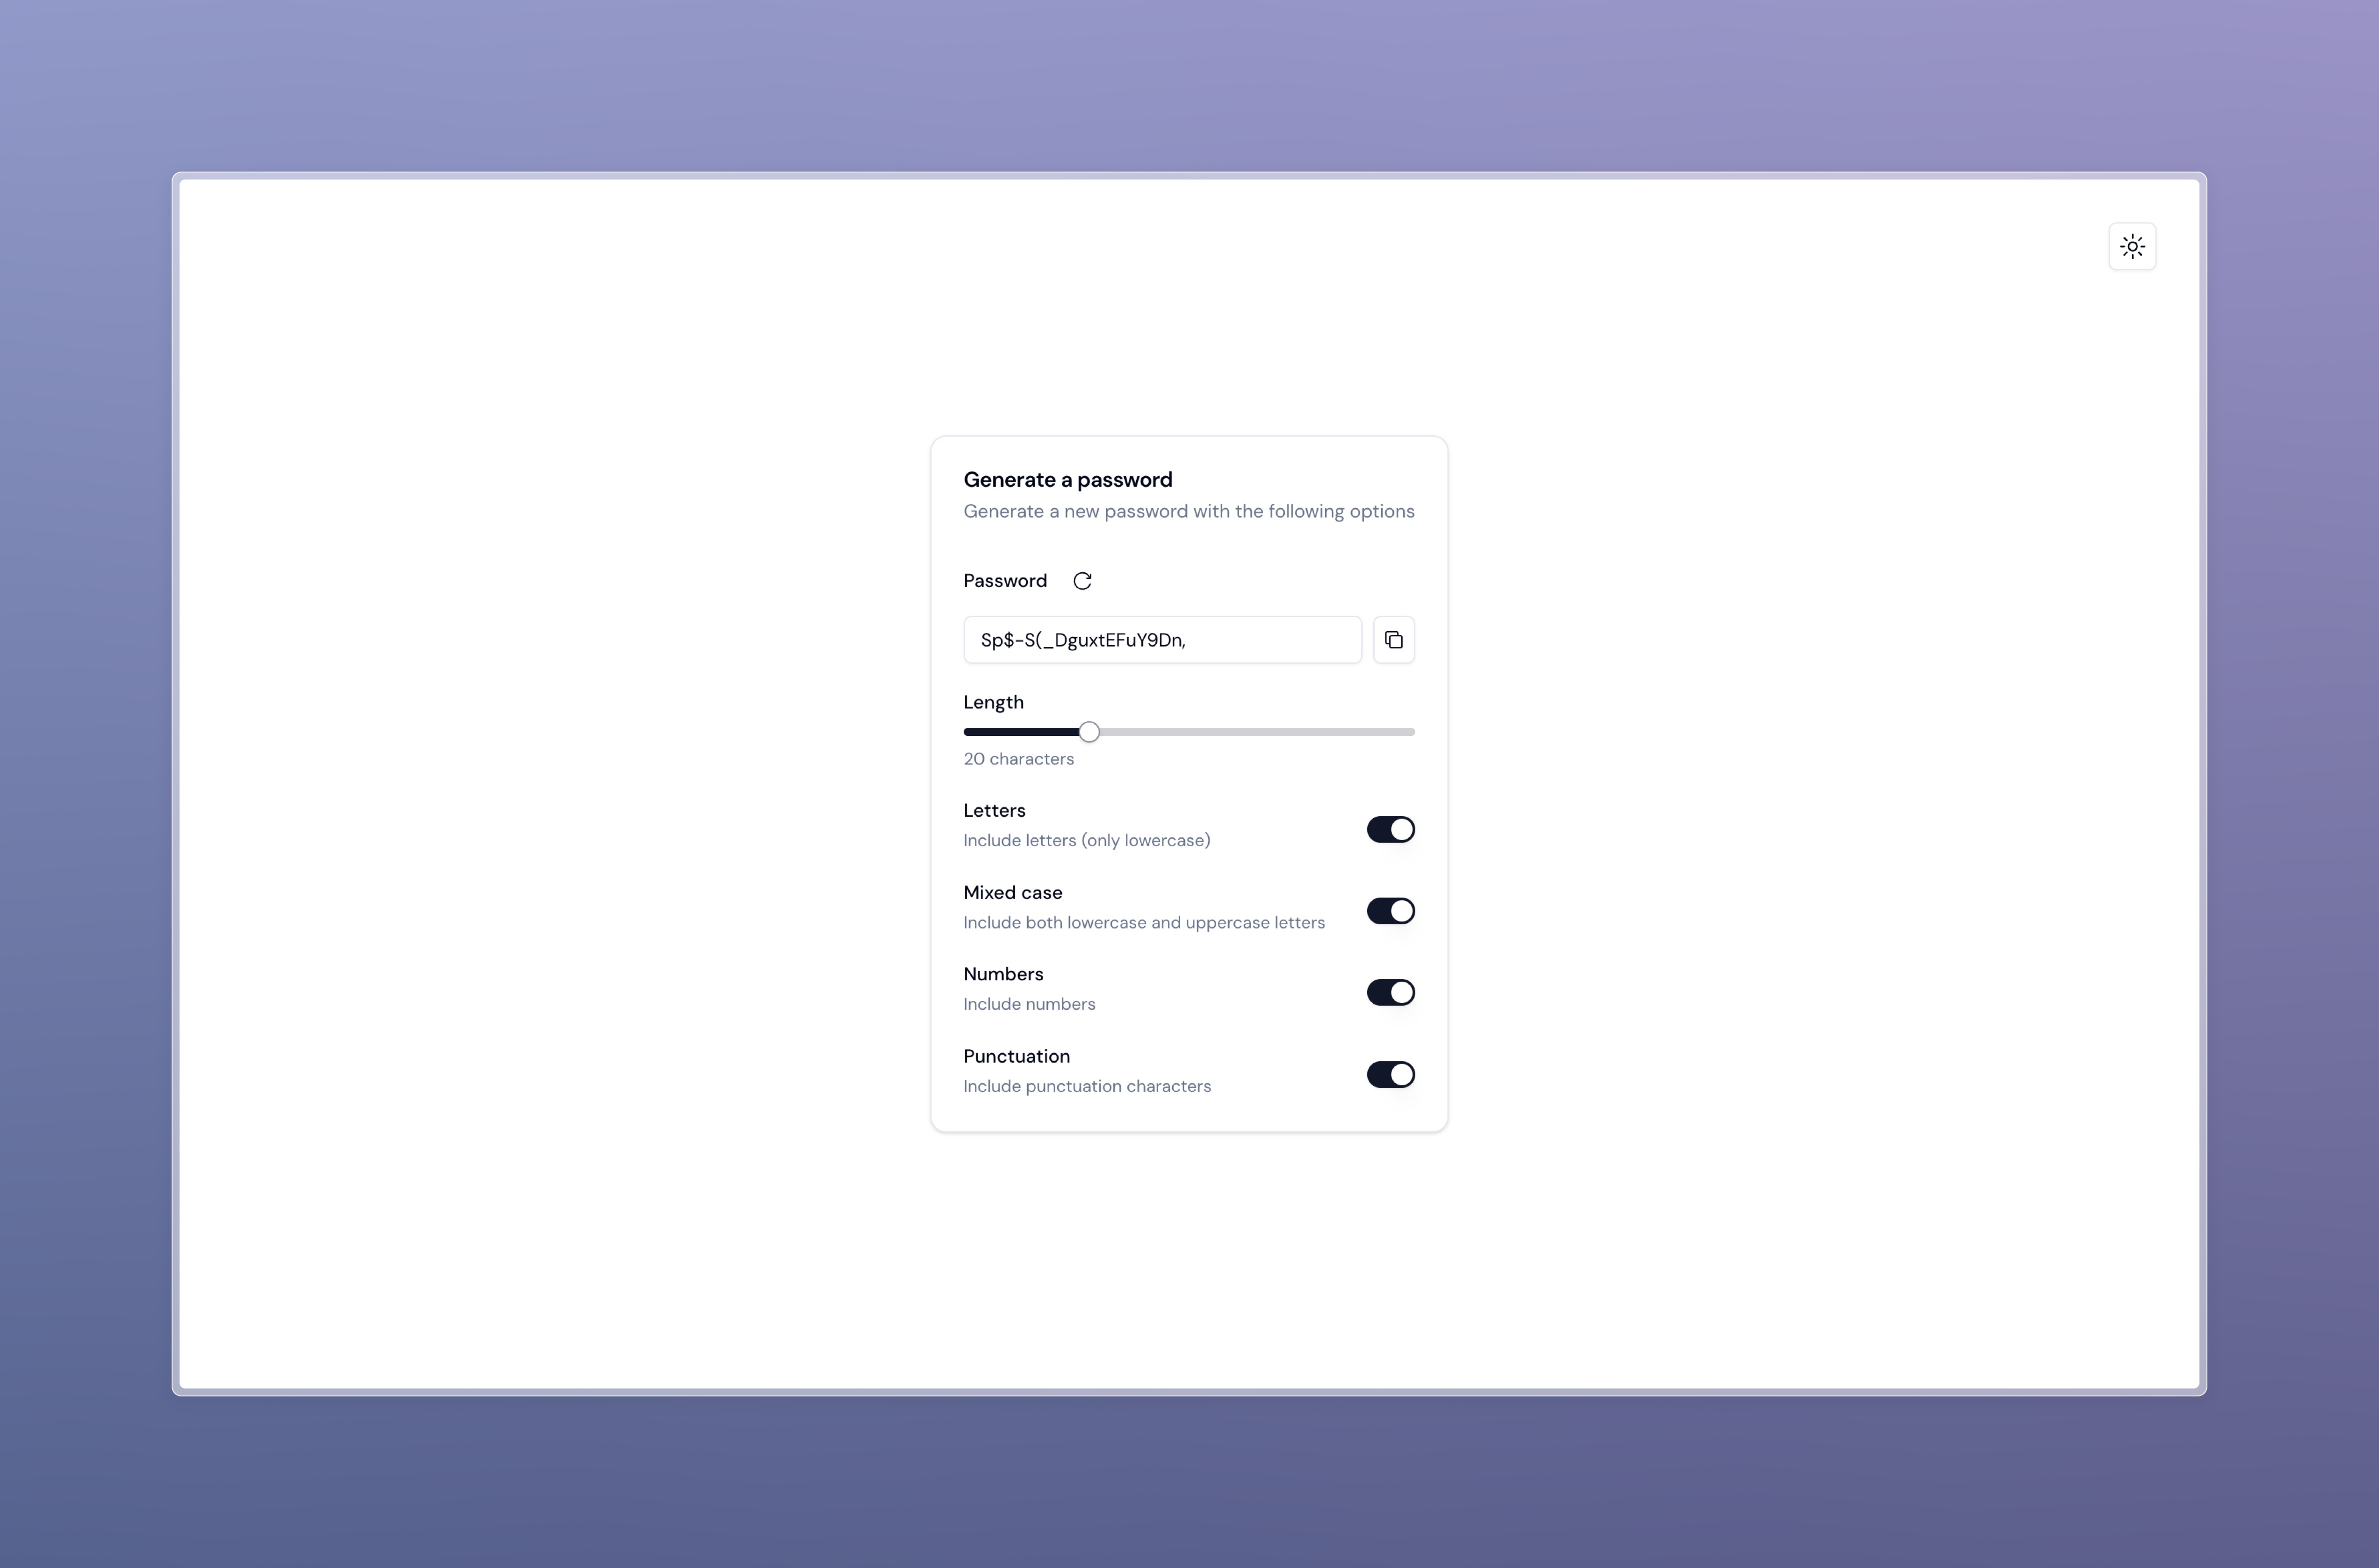 Generate a password
Generate a new password with the following options
Password
Sp$-S(_DguxtEFuY9Dn,
Length
20 characters
Letters
Include letters (only lowercase)
Mixed case
Include both lowercase and uppercase letters
Numbers
Include numbers
Punctuation
Include punctuation characters